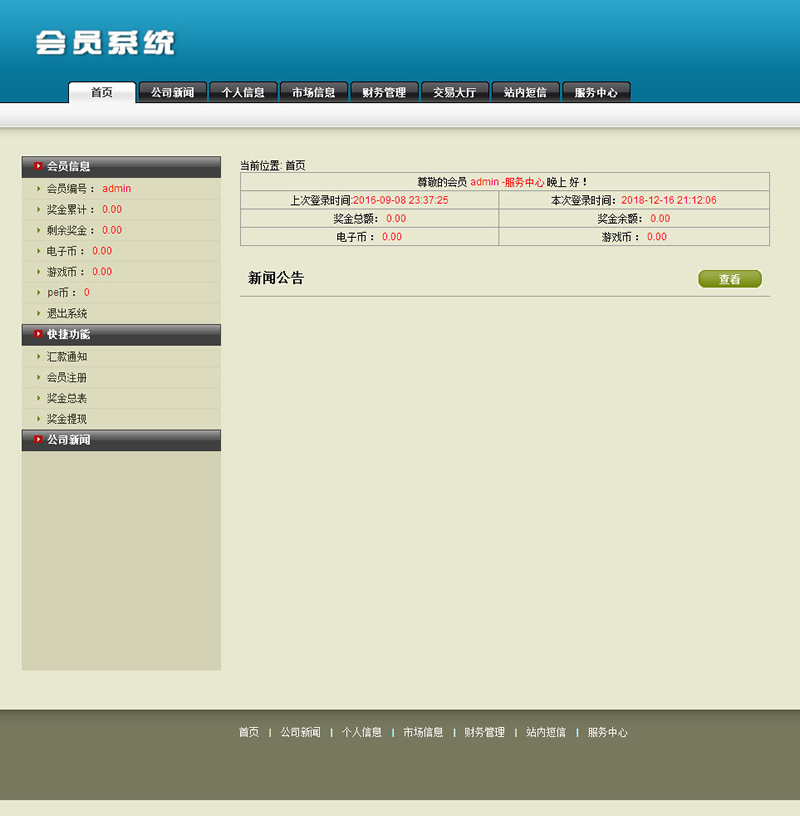 会员系统
首页 公司新闻 个人信息 市场信息 财务管理 交易大厅 站内短信 服务中心
会员信息
会员编号： admin
奖金累计： 0.00
剩余奖金： 0.00
电子币： 0.00
游戏币： 0.00
pe币： 0
退出系统
快捷功能
汇款通知
会员注册
奖金总表
奖金提现
公司新闻
当前位置: 首页
尊敬的会员 admin -服务中心 晚上 好！
上次登录时间:2016-09-08 23:37:25 本次登录时间：2018-12-16 21:12:06
奖金总额： 0.00 奖金余额： 0.00
电子币： 0.00 游戏币： 0.00
新闻公告 查看
首页 | 公司新闻 | 个人信息 | 市场信息 | 财务管理 | 站内短信 | 服务中心